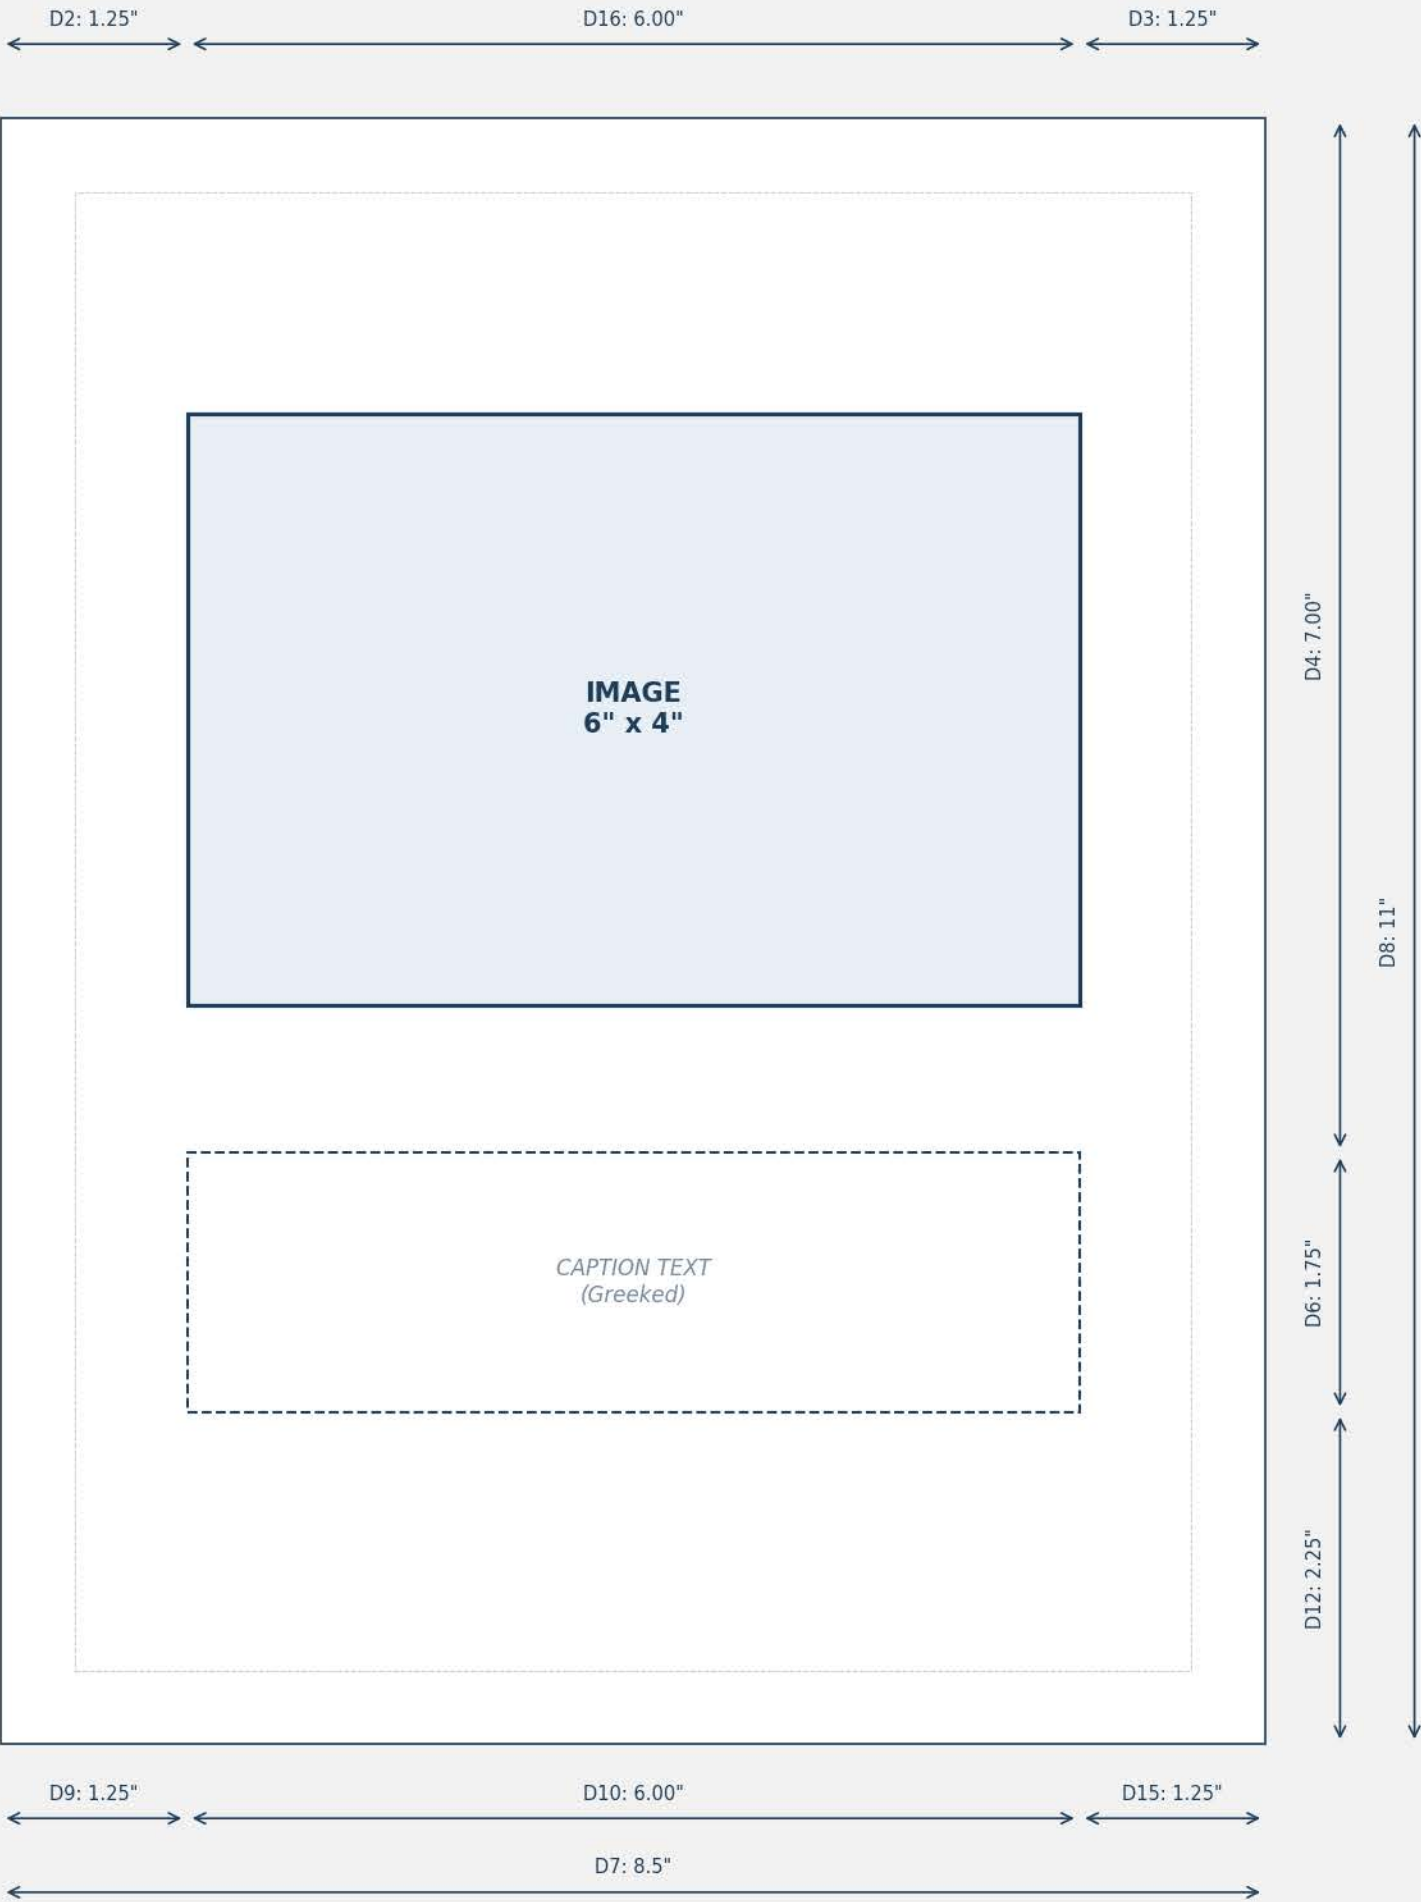 D2: 1.25"
D16: 6.00"
D3: 1.25"
IMAGE
6" x 4"
D4: 7.00"
D8: 11"
CAPTION TEXT
(Greeked)
D6: 1.75"
D12: 2.25"
D9: 1.25"
D10: 6.00"
D15: 1.25"
D7: 8.5"